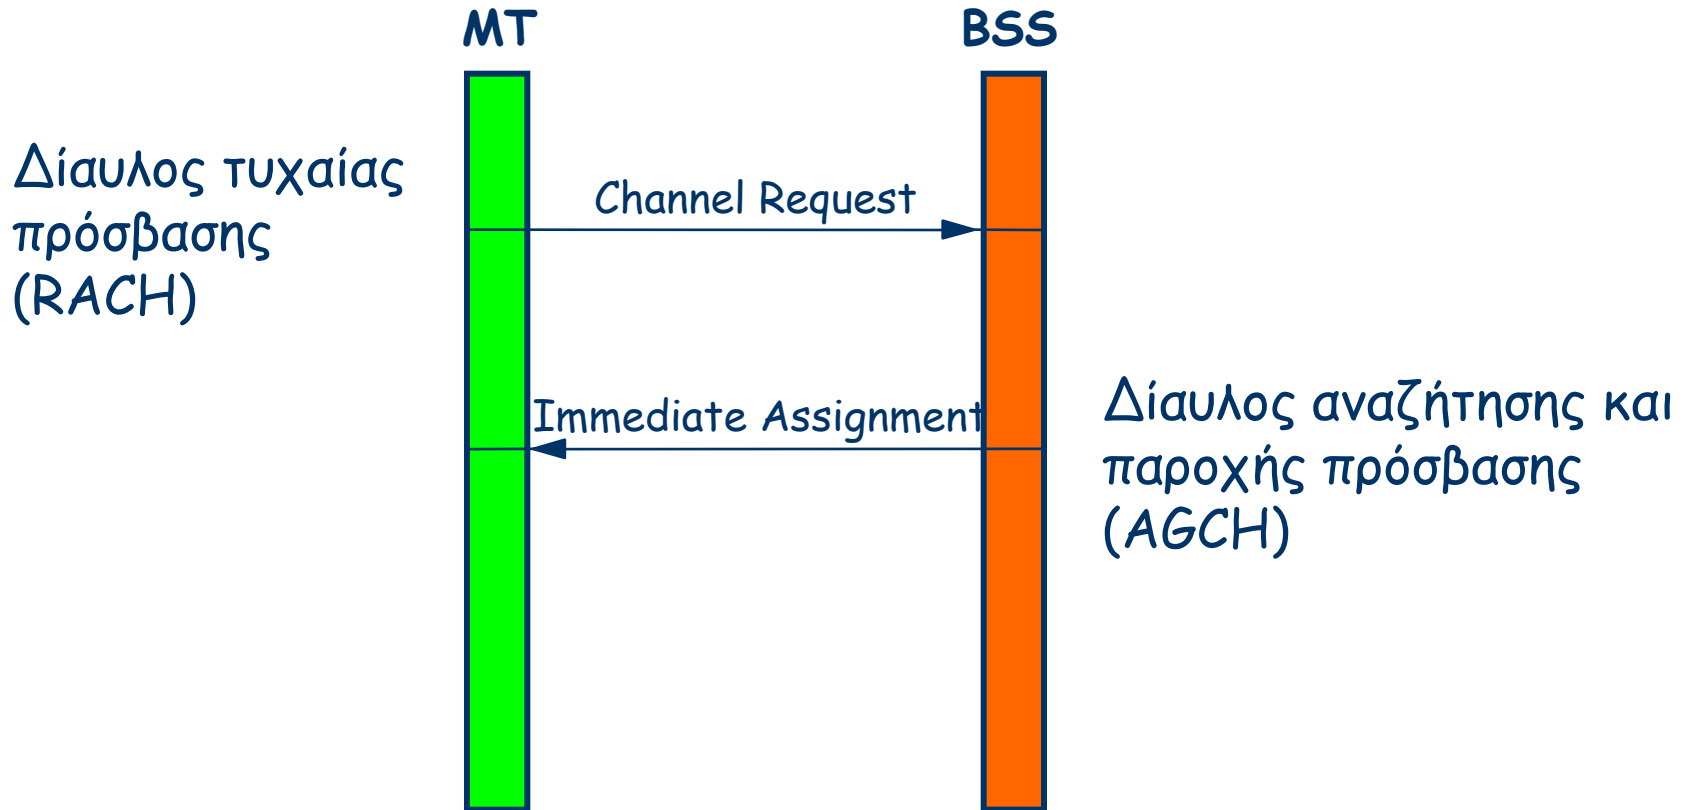 MT
BSS
Δίαυλος τυχαίας
πρόσβασης
(RACH)
Channel Request
Immediate Assignment
Δίαυλος αναζήτησης και
παροχής πρόσβασης
(AGCH)